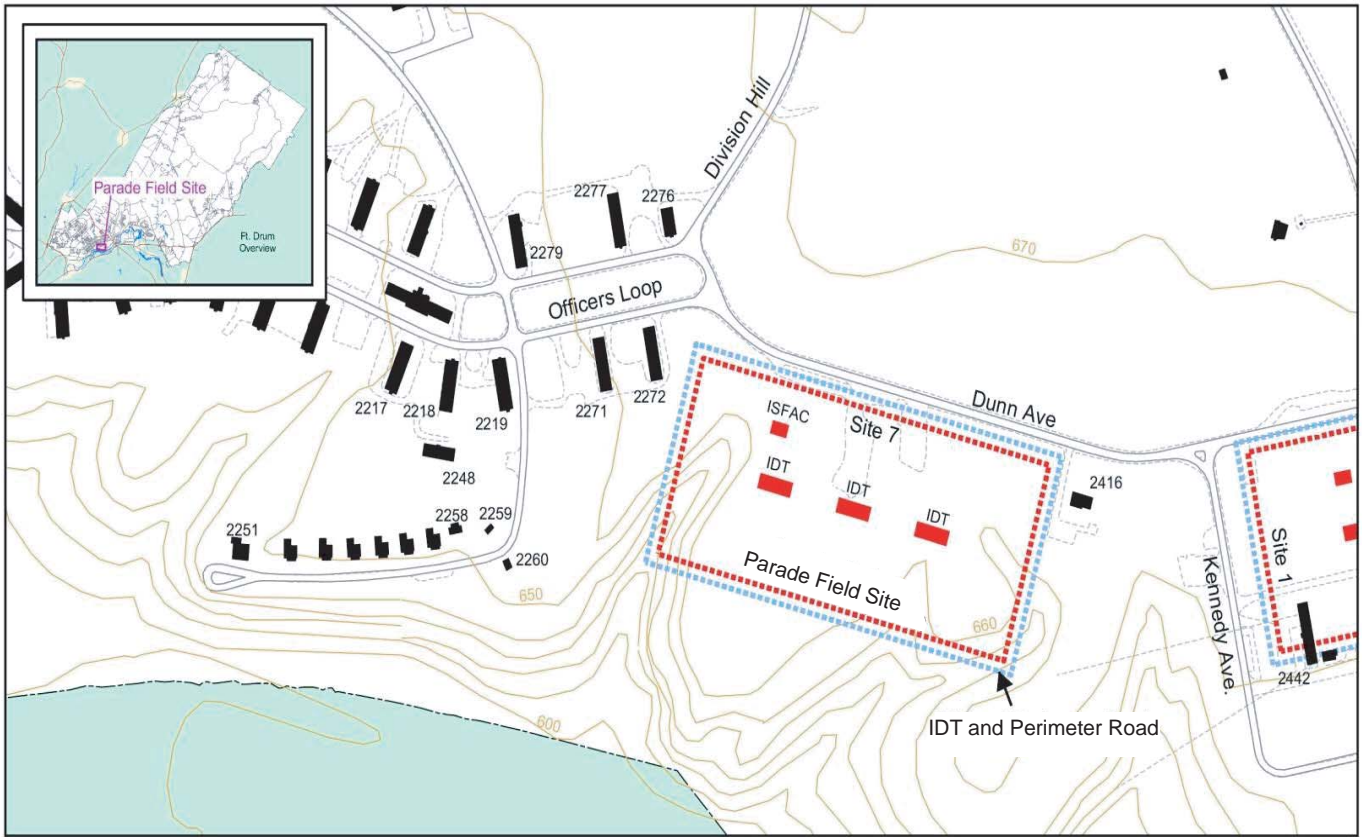 Parade Field Site
Ft. Drum
Overview
Division Hill
2277
2276
2279
670
Officers Loop
2217
2218
2219
2271
2272
Dunn Ave
ISFAC
Site 7
IDT
IDT
IDT
2416
2248
2251
2258
2259
2260
650
Parade Field Site
660
Site 1
Kennedy Ave.
2442
600
IDT and Perimeter Road